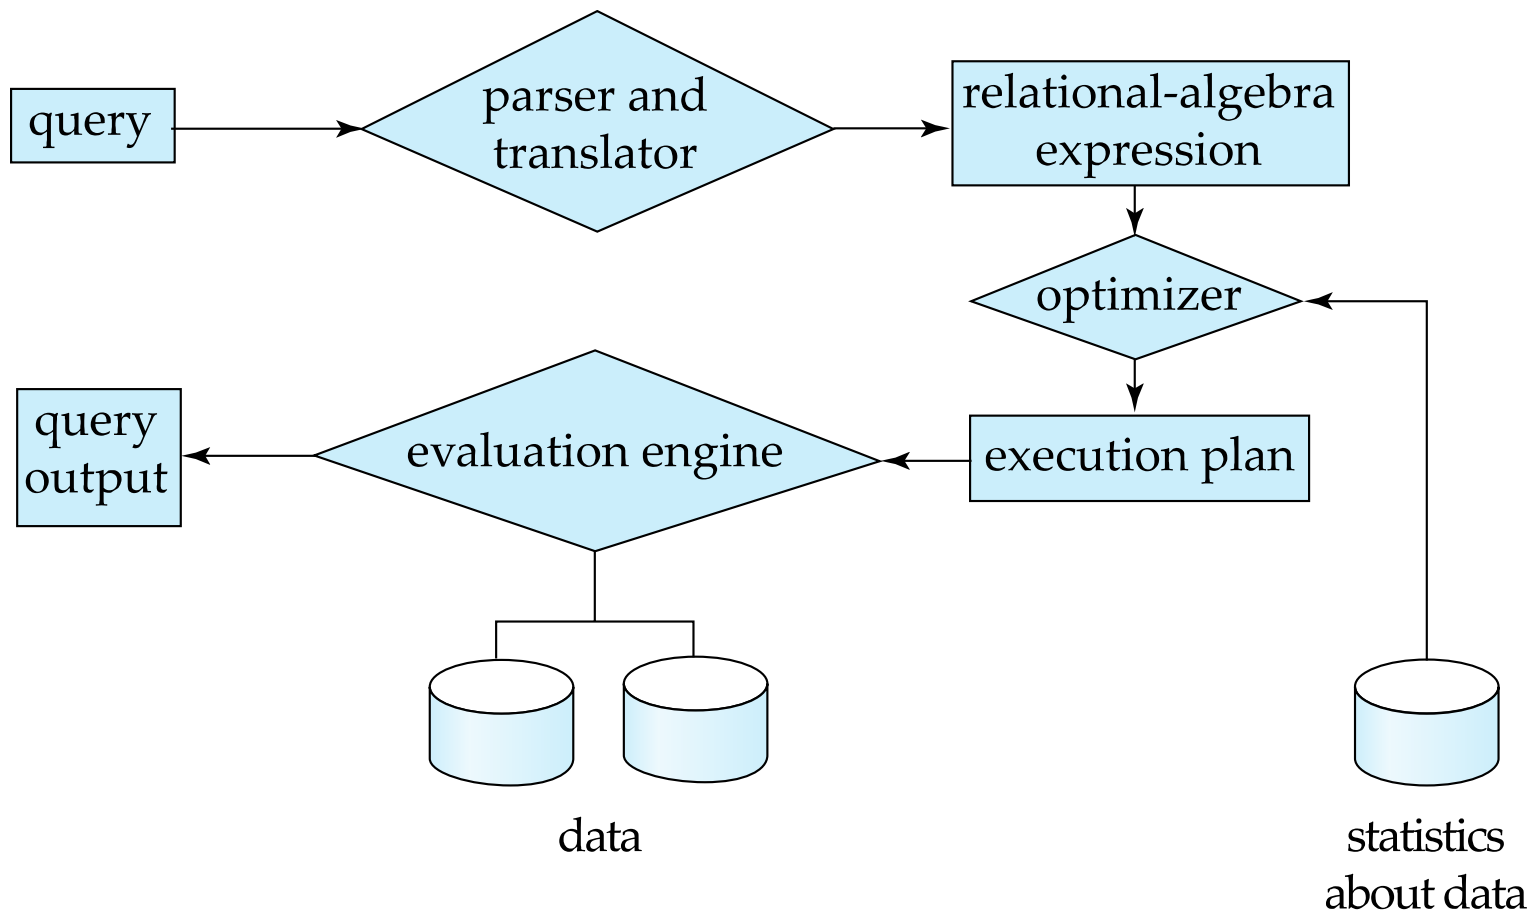 query
parser and
translator
relational-algebra
expression
optimizer
query
output
evaluation engine
execution plan
data
statistics
about data